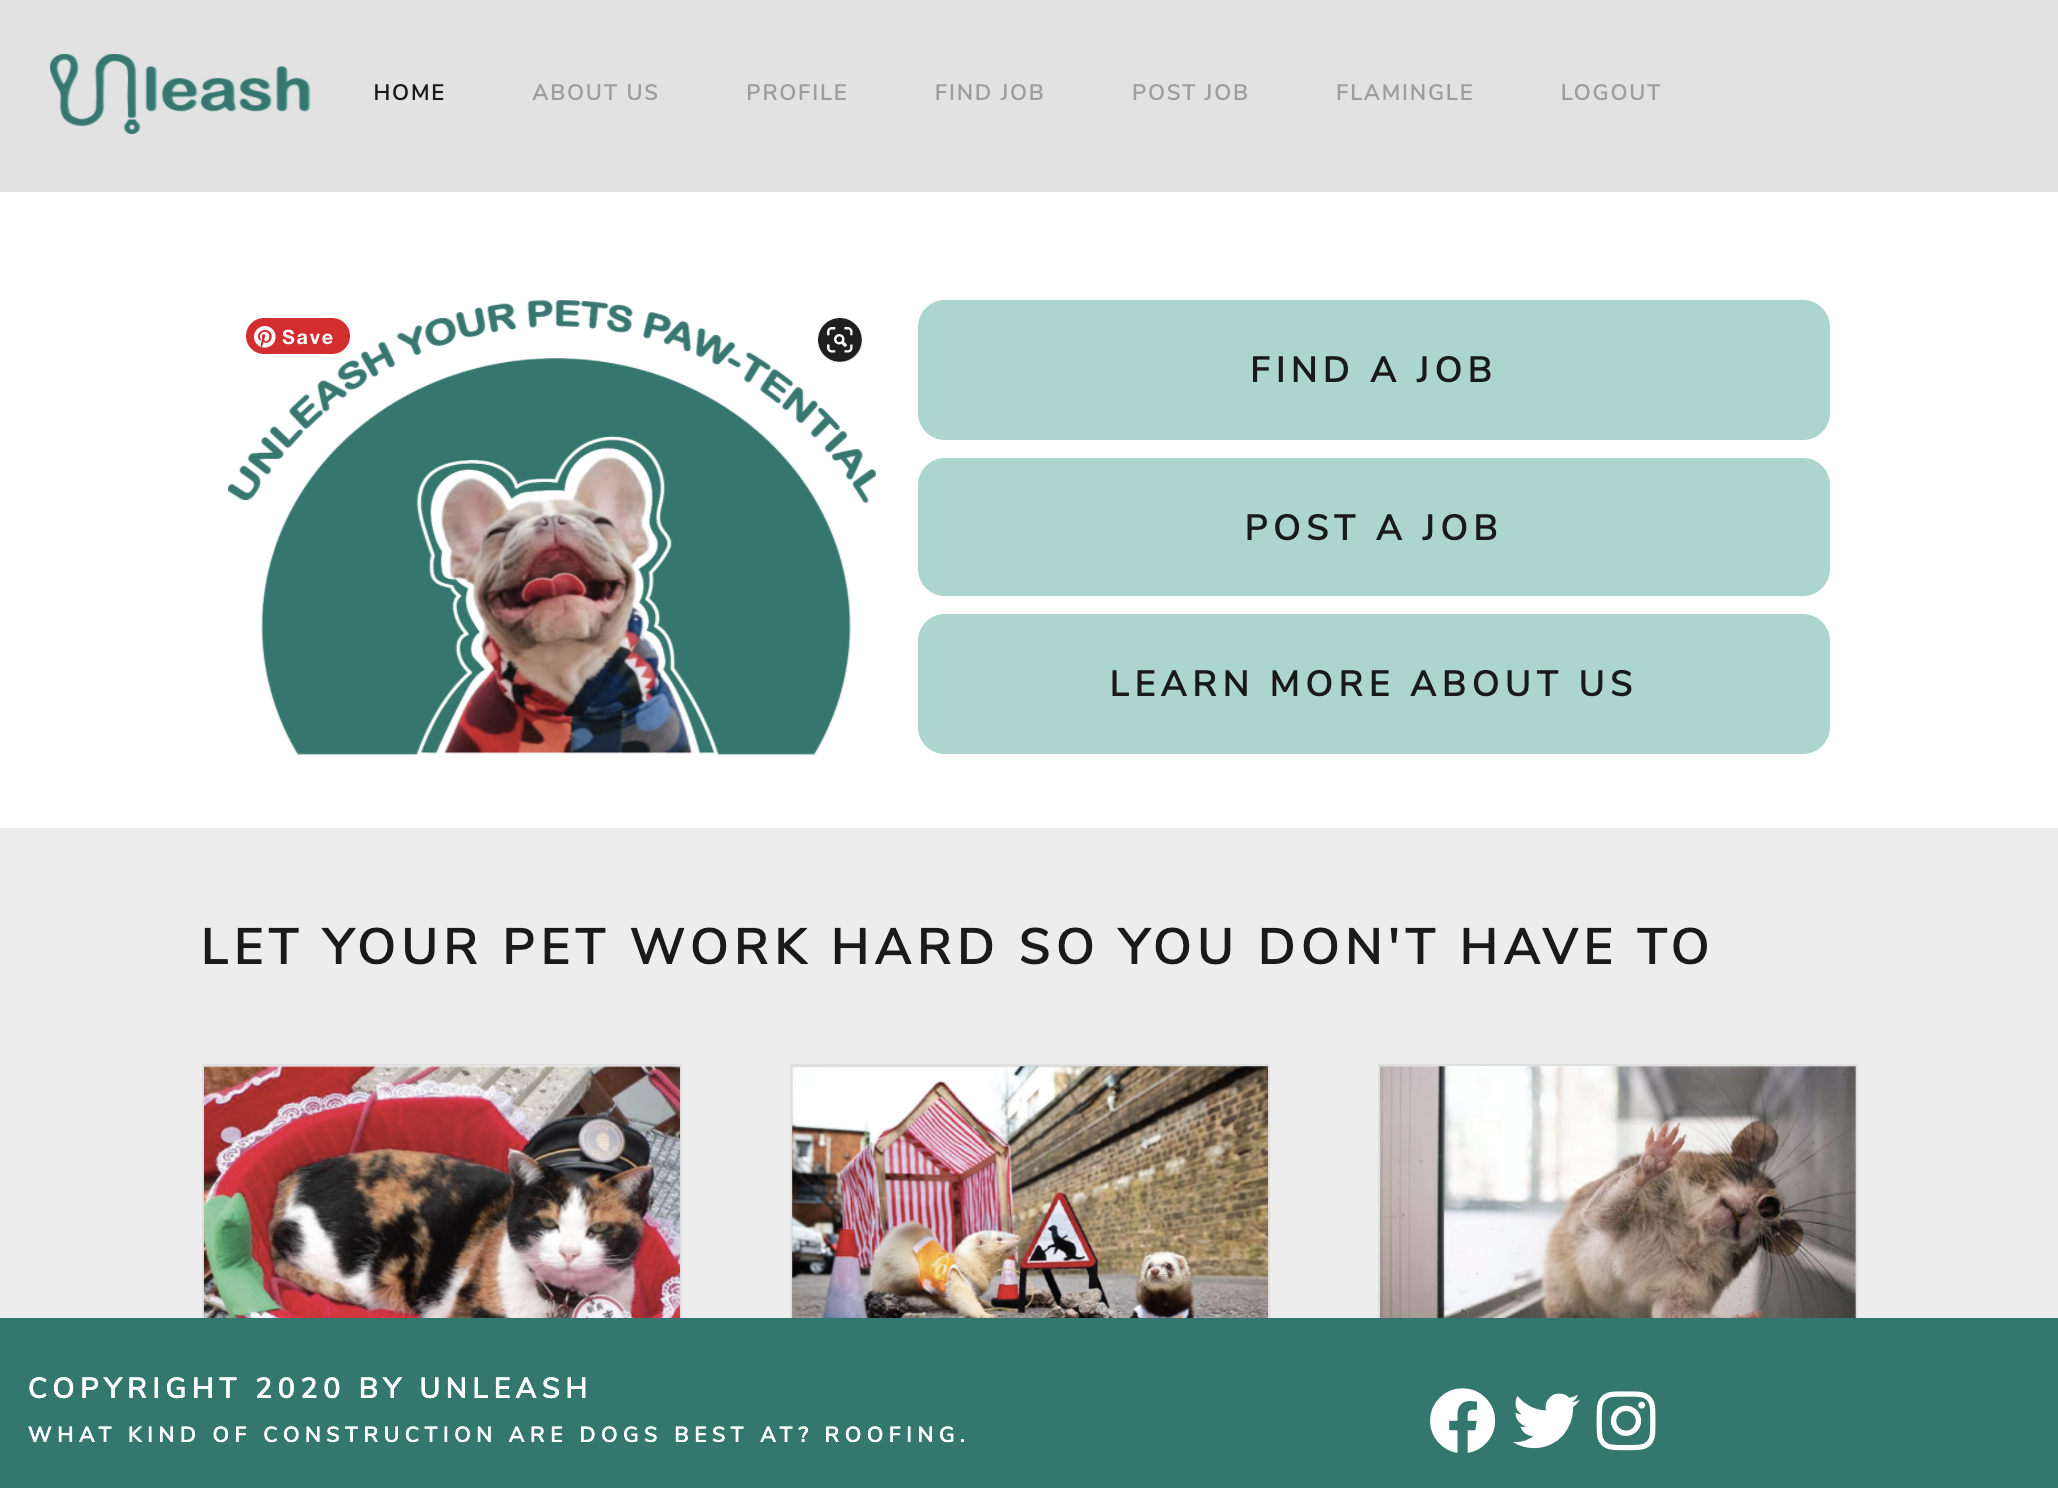 Unleash
HOME ABOUT US PROFILE FIND JOB POST JOB FLAMINGLE LOGOUT
Save
UNLEASH YOUR PETS PAW-TENTIAL
FIND A JOB
POST A JOB
LEARN MORE ABOUT US
LET YOUR PET WORK HARD SO YOU DON'T HAVE TO
COPYRIGHT 2020 BY UNLEASH
WHAT KIND OF CONSTRUCTION ARE DOGS BEST AT? ROOFING.